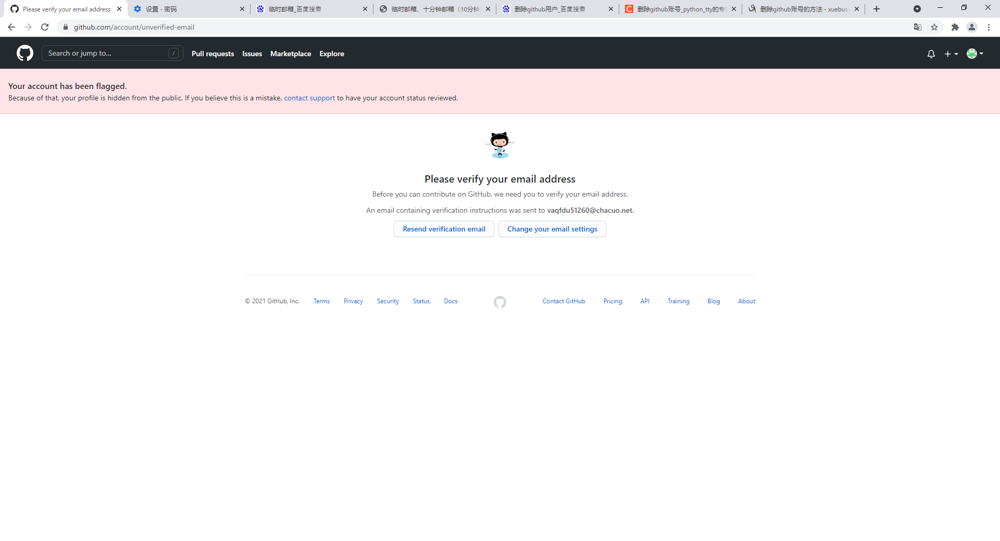 Please verify your email address
设置 - 密码
临时邮箱_百度搜索
临时邮箱、十分钟邮箱（10分钟
删除github用户_百度搜索
删除github账号_python_tty的专
删除github账号的方法 - xuebusi
github.com/account/unverified-email
Search or jump to... /
Pull requests Issues Marketplace Explore
Your account has been flagged.
Because of that, your profile is hidden from the public. If you believe this is a mistake, contact support to have your account status reviewed.
Please verify your email address
Before you can contribute on GitHub, we need you to verify your email address.
An email containing verification instructions was sent to vaqfdu51260@chacuo.net.
Resend verification email Change your email settings
© 2021 GitHub, Inc. Terms Privacy Security Status Docs Contact GitHub Pricing API Training Blog About